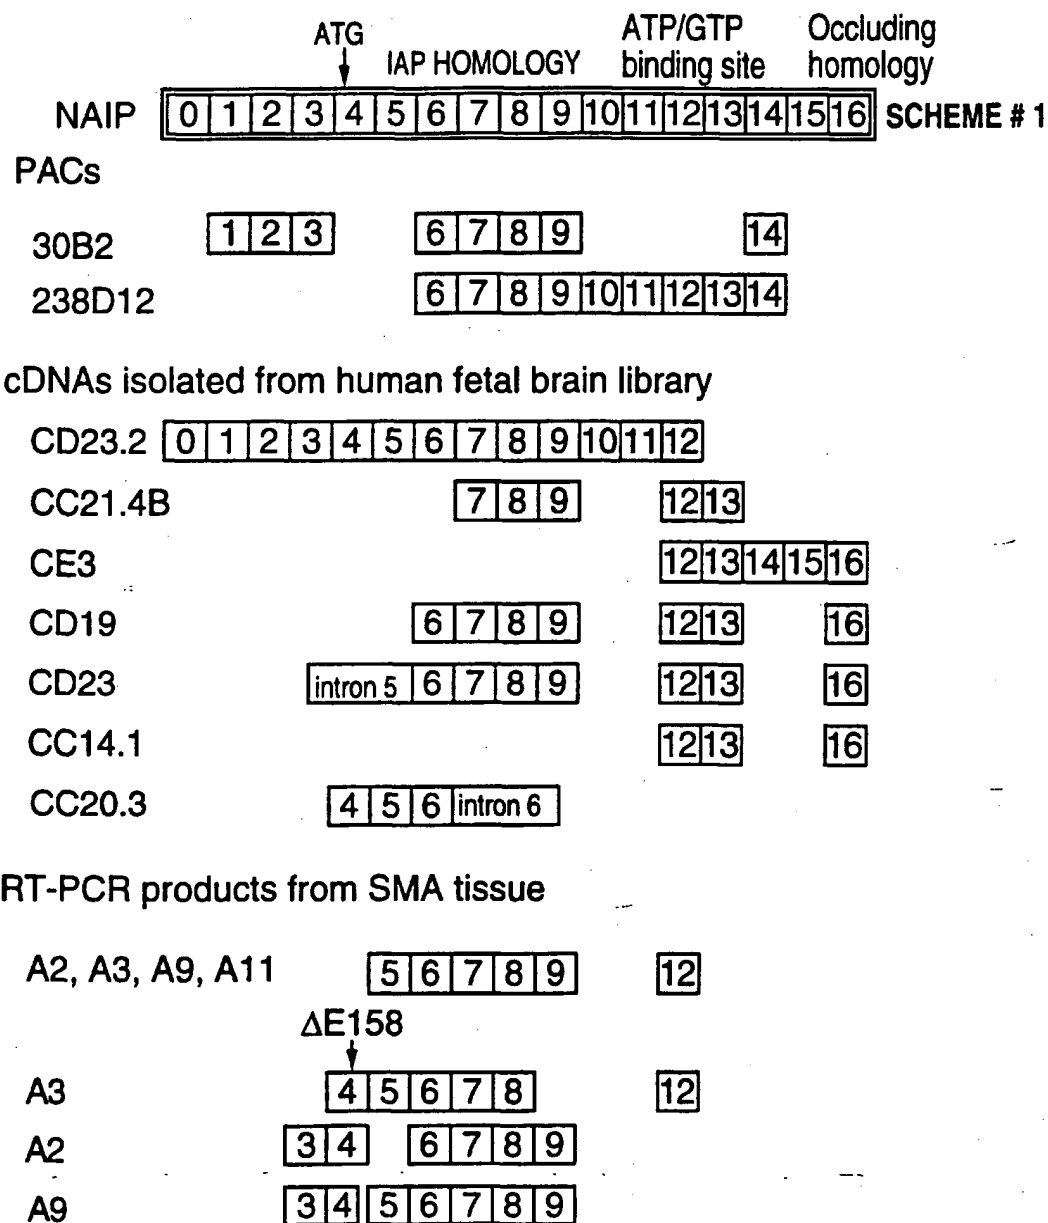 ATG
IAP HOMOLOGY
ATP/GTP binding site
Occluding homology
NAIP 0 1 2 3 4 5 6 7 8 9 10 11 12 13 14 15 16 SCHEME # 1
PACs
30B2 1 2 3 6 7 8 9 14
238D12 6 7 8 9 10 11 12 13 14
cDNAs isolated from human fetal brain library
CD23.2 0 1 2 3 4 5 6 7 8 9 10 11 12
CC21.4B 7 8 9 12 13
CE3 12 13 14 15 16
CD19 6 7 8 9 12 13 16
CD23 intron 5 6 7 8 9 12 13 16
CC14.1 12 13 16
CC20.3 4 5 6 intron 6
RT-PCR products from SMA tissue
A2, A3, A9, A11 5 6 7 8 9 12
ΔE158
A3 4 5 6 7 8 12
A2 3 4 6 7 8 9
A9 3 4 5 6 7 8 9